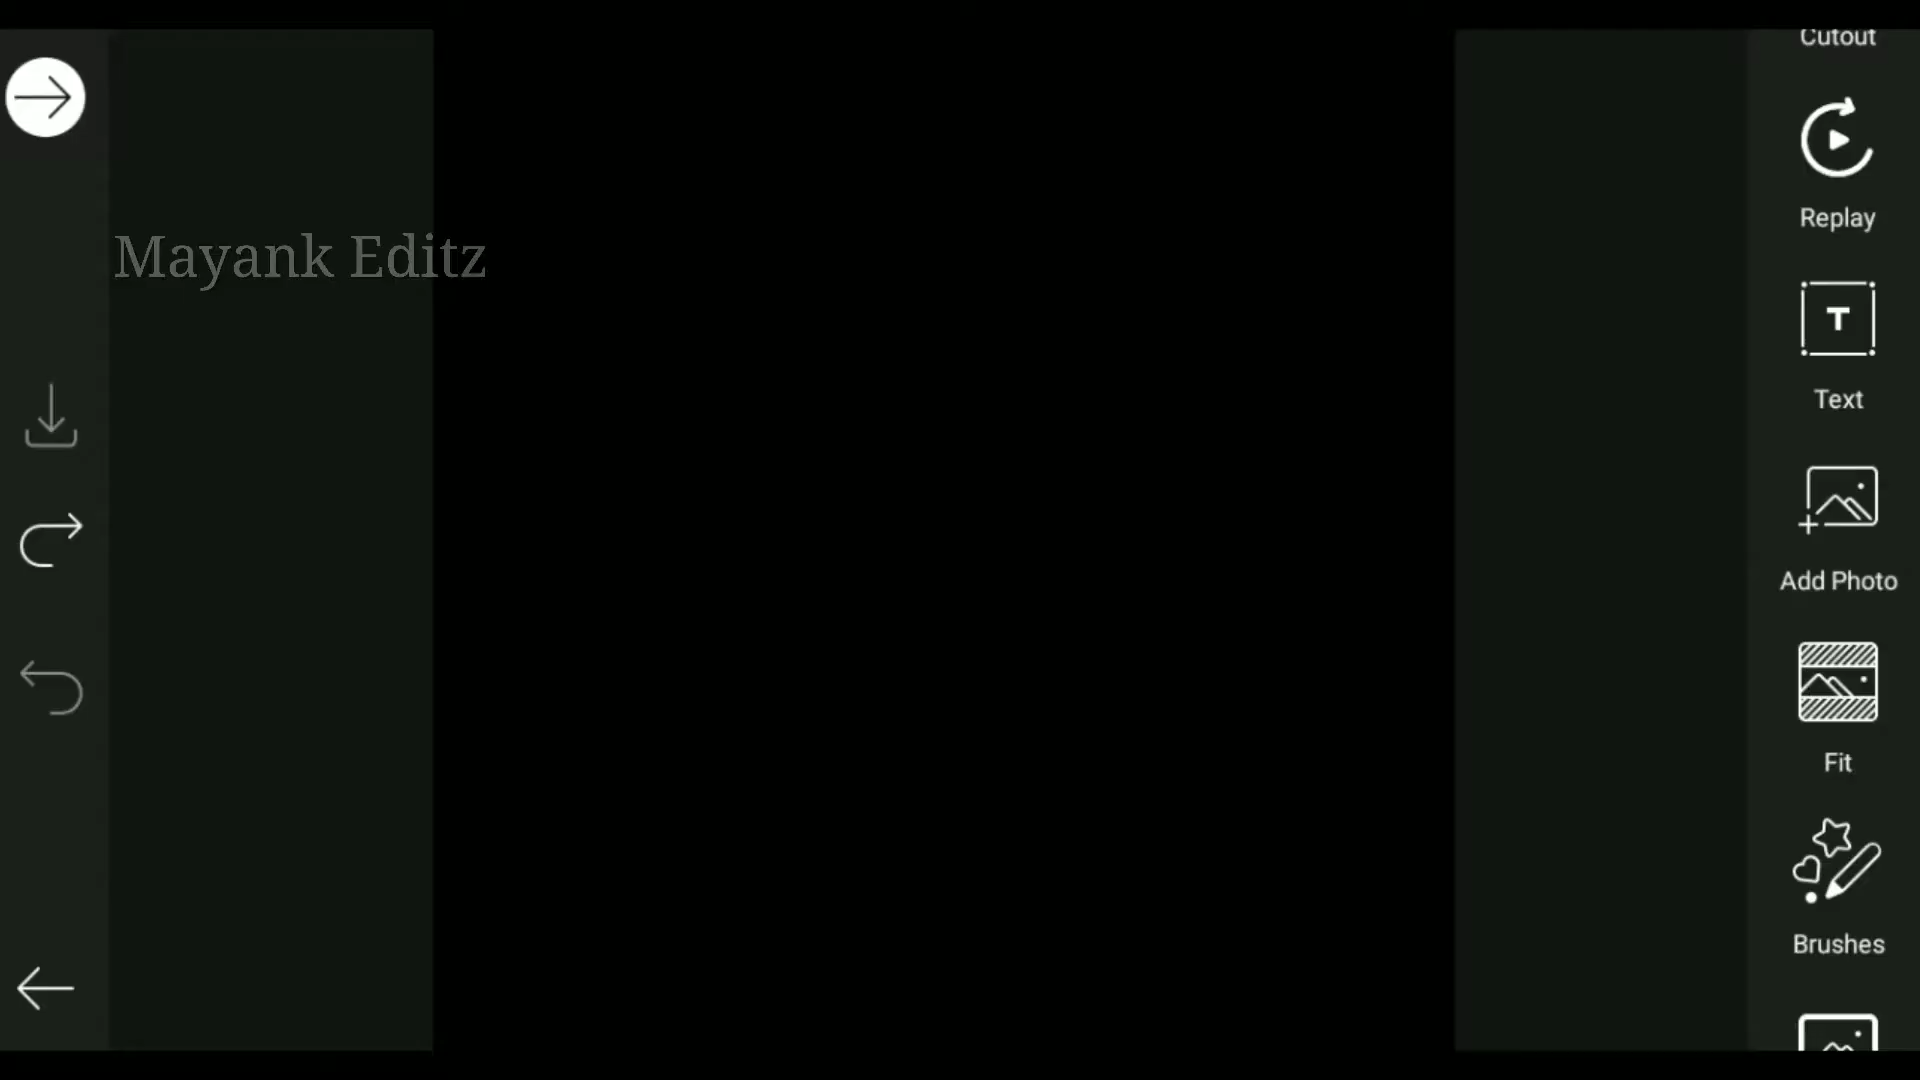 Cutout
Replay
Mayank Editz
T
Text
Add Photo
Fit
Brushes